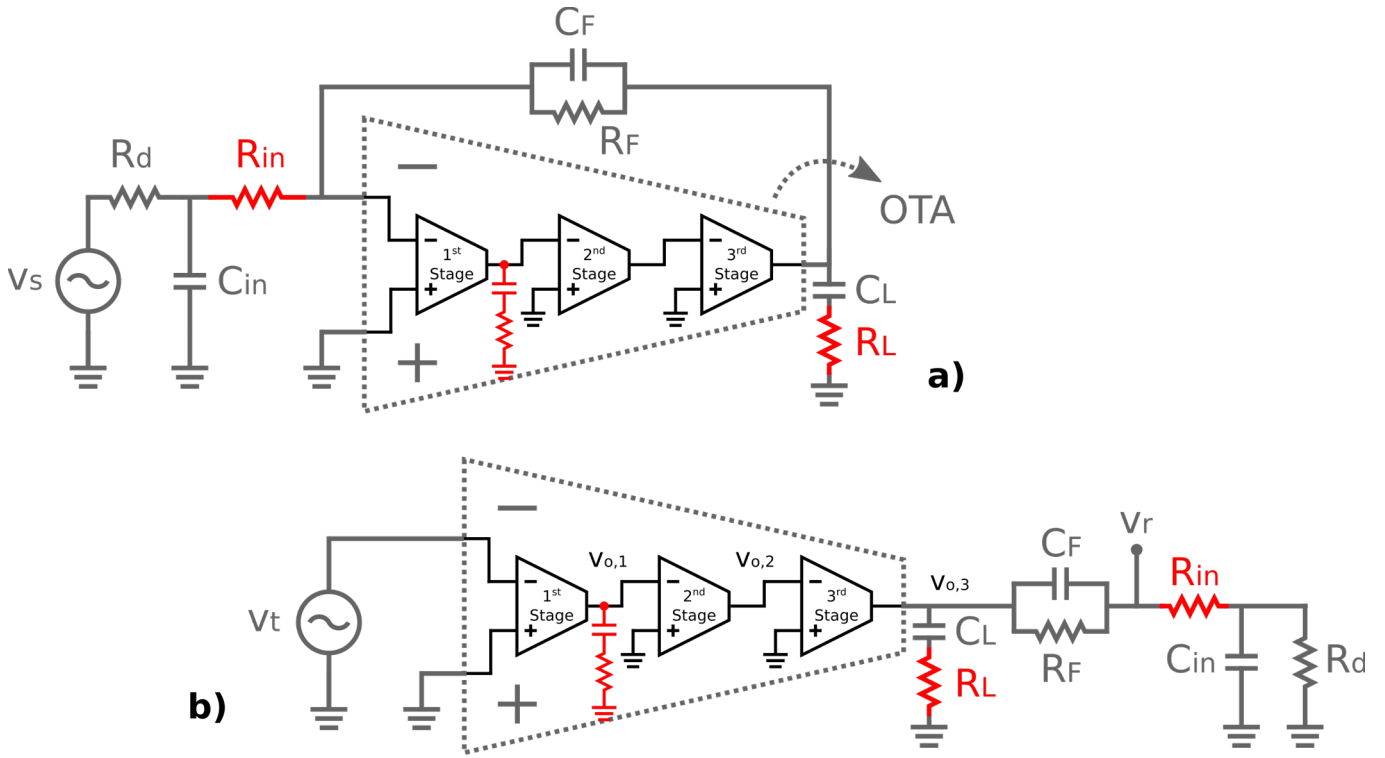 CF
RF
Rd
Rin
vs
Cin
−
+
−
+
−
+
−
+
1st
Stage
2nd
Stage
3rd
Stage
OTA
CL
RL
a)
vt
−
+
−
+
−
+
−
+
1st
Stage
2nd
Stage
3rd
Stage
vo,1
vo,2
vo,3
CL
RL
CF
RF
vr
Rin
Cin
Rd
b)